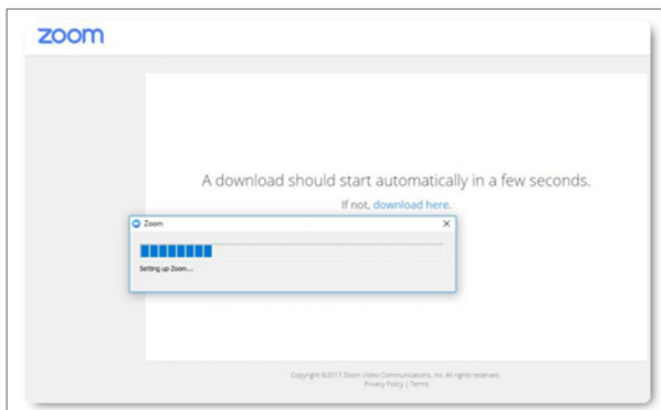 zoom
A download should start automatically in a few seconds.
If not, download here.
Zoom
Setting up Zoom...
Copyright ©2017 Zoom Video Communications, Inc. All rights reserved.
Privacy Policy | Terms